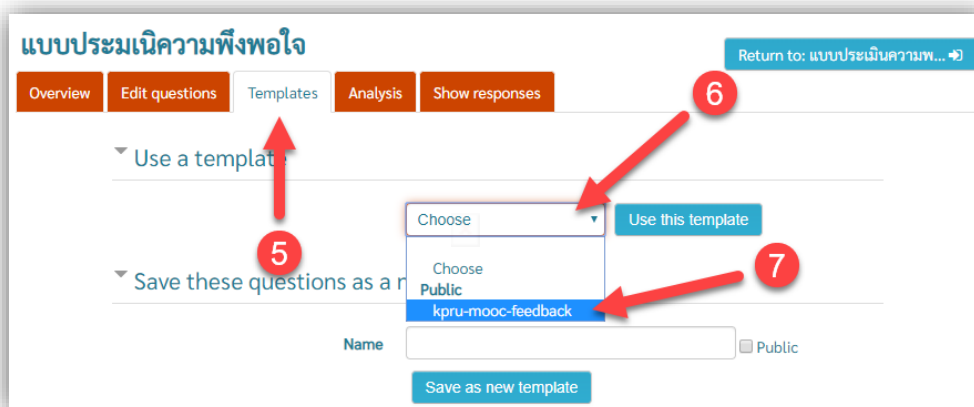 แบบประมเนิความพึงพอใจ
Return to: แบบประเมินความพ...
Overview Edit questions Templates Analysis Show responses
6
Use a template
Choose Use this template
5
Choose
7
Save these questions as a n
Public
kpru-mooc-feedback
Name Public
Save as new template